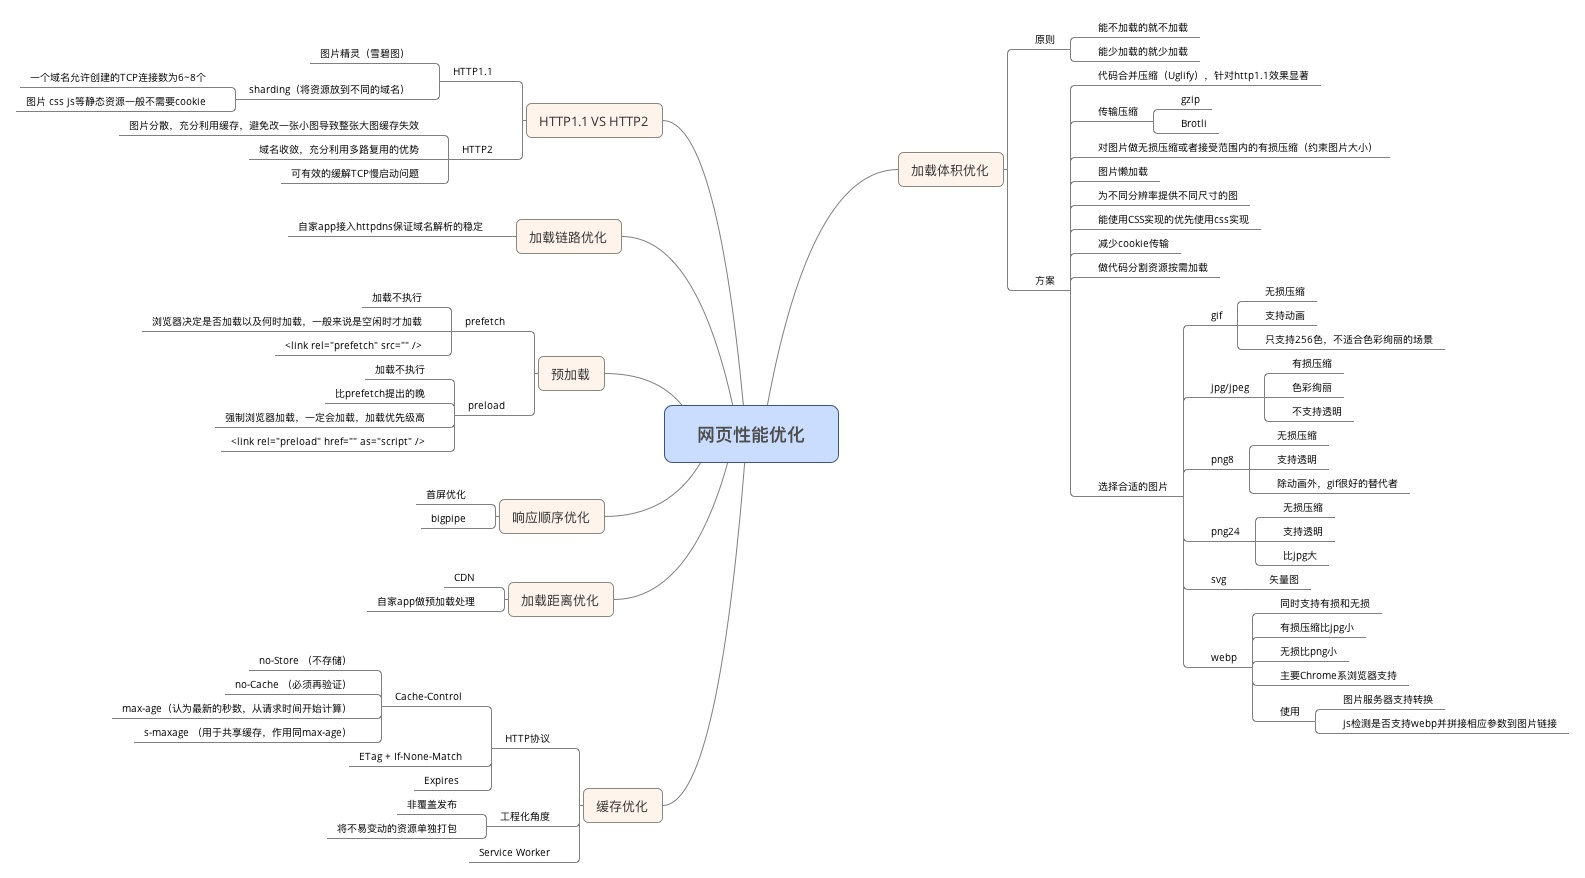 网页性能优化
HTTP1.1 VS HTTP2
HTTP1.1
图片精灵（雪碧图）
sharding（将资源放到不同的域名）
一个域名允许创建的TCP连接数为6~8个
图片 css js等静态资源一般不需要cookie
HTTP2
图片分散，充分利用缓存，避免改一张小图导致整张大图缓存失效
域名收敛，充分利用多路复用的优势
可有效的缓解TCP慢启动问题
加载链路优化
自家app接入httpdns保证域名解析的稳定
预加载
prefetch
加载不执行
浏览器决定是否加载以及何时加载，一般来说是空闲时才加载
<link rel="prefetch" src="" />
preload
加载不执行
比prefetch提出的晚
强制浏览器加载，一定会加载，加载优先级高
<link rel="preload" href="" as="script" />
响应顺序优化
首屏优化
bigpipe
加载距离优化
CDN
自家app做预加载处理
缓存优化
HTTP协议
Cache-Control
no-Store （不存储）
no-Cache （必须再验证）
max-age（认为最新的秒数，从请求时间开始计算）
s-maxage （用于共享缓存，作用同max-age）
ETag + If-None-Match
Expires
工程化角度
非覆盖发布
将不易变动的资源单独打包
Service Worker
加载体积优化
原则
能不加载的就不加载
能少加载的就少加载
方案
代码合并压缩（Uglify），针对http1.1效果显著
传输压缩
gzip
Brotli
对图片做无损压缩或者接受范围内的有损压缩（约束图片大小）
图片懒加载
为不同分辨率提供不同尺寸的图
能使用CSS实现的优先使用css实现
减少cookie传输
做代码分割资源按需加载
选择合适的图片
gif
无损压缩
支持动画
只支持256色，不适合色彩绚丽的场景
jpg/jpeg
有损压缩
色彩绚丽
不支持透明
png8
无损压缩
支持透明
除动画外，gif很好的替代者
png24
无损压缩
支持透明
比jpg大
svg
矢量图
webp
同时支持有损和无损
有损压缩比jpg小
无损比png小
主要Chrome系浏览器支持
使用
图片服务器支持转换
js检测是否支持webp并拼接相应参数到图片链接